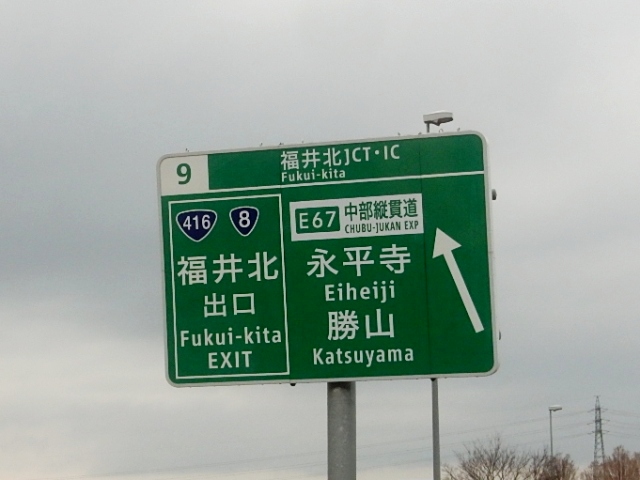 9
福井北JCT・IC
Fukui-kita
416 8
福井北
出口
Fukui-kita
EXIT
E67 中部縦貫道
CHUBU-JUKAN EXP
永平寺
Eiheiji
勝山
Katsuyama